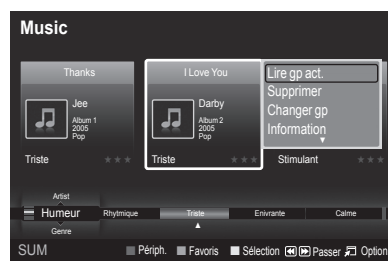 Music
Thanks
Jee
Album 1
2005
Pop
Triste
I Love You
Darby
Album 2
2005
Pop
Triste
Lire gp act.
Supprimer
Changer gp
Information
Stimulant
Artist
Humeur
Genre
Rhytmique
Triste
Enivrante
Calme
SUM
Périph. Favoris Sélection Passer Option